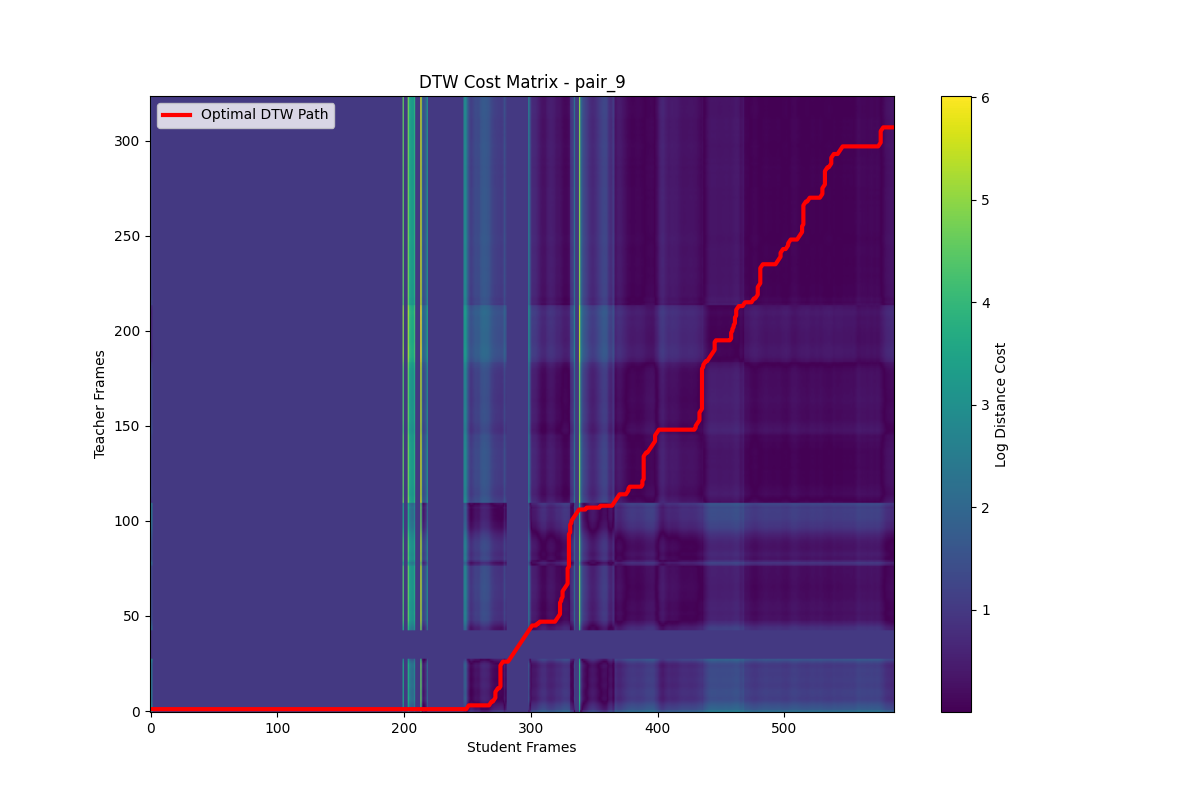 DTW Cost Matrix - pair_9
Optimal DTW Path
300
250
200
150
100
50
0
Teacher Frames
0 100 200 300 400 500
Student Frames
6
5
4
3
2
1
Log Distance Cost